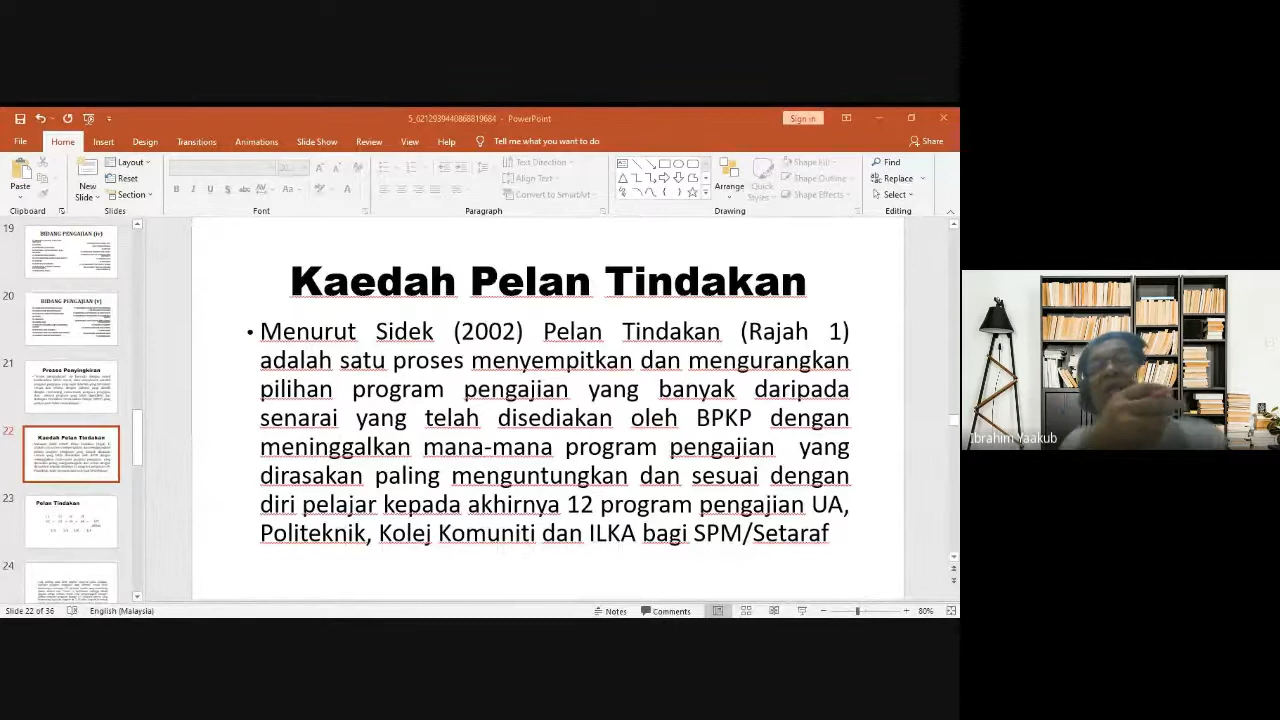 5_6212939440868819684 - PowerPoint
Sign in
File Home Insert Design Transitions Animations Slide Show Review View Help Tell me what you want to do
Share
Paste
New Slide
Layout
Reset
Section
Text Direction
Align Text
Convert to SmartArt
Arrange
Quick Styles
Shape Fill
Shape Outline
Shape Effects
Find
Replace
Select
Clipboard Slides Font Paragraph Drawing Editing
19
BIDANG PENGAJIAN (iv)
20
BIDANG PENGAJIAN (v)
21
Proses Penyingkiran
22
Kaedah Pelan Tindakan
23
Pelan Tindakan
24
Kaedah Pelan Tindakan
• Menurut Sidek (2002) Pelan Tindakan (Rajah 1)
adalah satu proses menyempitkan dan mengurangkan
pilihan program pengajian yang banyak daripada
senarai yang telah disediakan oleh BPKP dengan
meninggalkan mana-mana program pengajian yang
dirasakan paling menguntungkan dan sesuai dengan
diri pelajar kepada akhirnya 12 program pengajian UA,
Politeknik, Kolej Komuniti dan ILKA bagi SPM/Setaraf
Ibrahim Yaakub
Slide 22 of 36 English (Malaysia) Notes Comments 80%